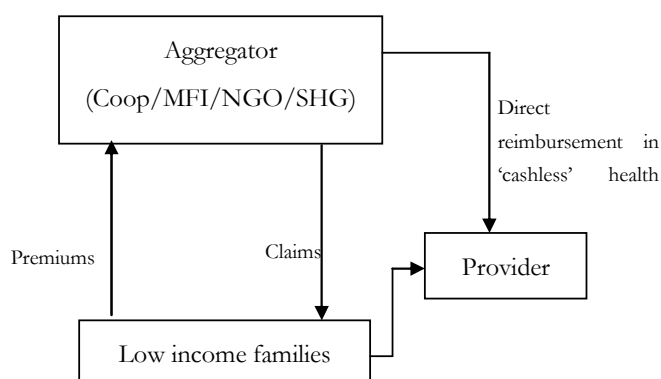 Aggregator
(Coop/MFI/NGO/SHG)
Direct
reimbursement in
‘cashless’ health
Premiums
Claims
Provider
Low income families